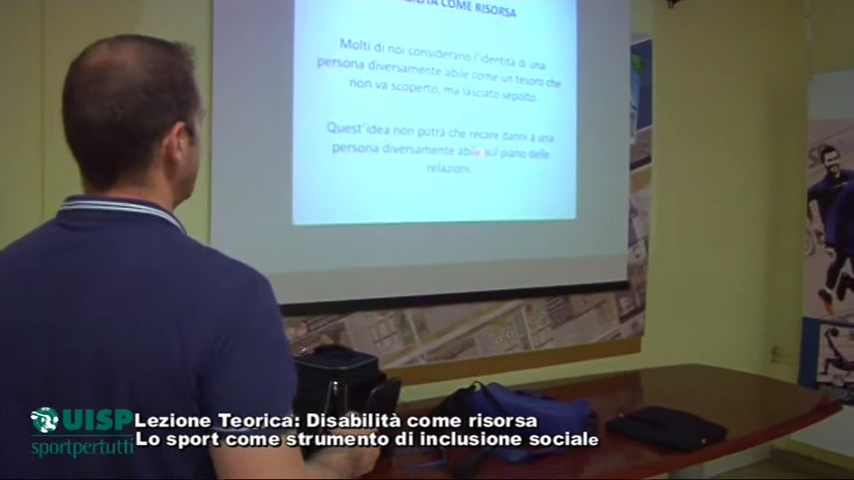 COME RISORSA
Molti di noi considerano l'identità di una
persona diversamente abile come un tesoro che
non va scoperto, ma lasciato sepolto.
Quest'idea non potrà che recare danni a una
persona diversamente abile sul piano delle
relazioni.
UISP
sportpertutti
Lezione Teorica: Disabilità come risorsa
Lo sport come strumento di inclusione sociale